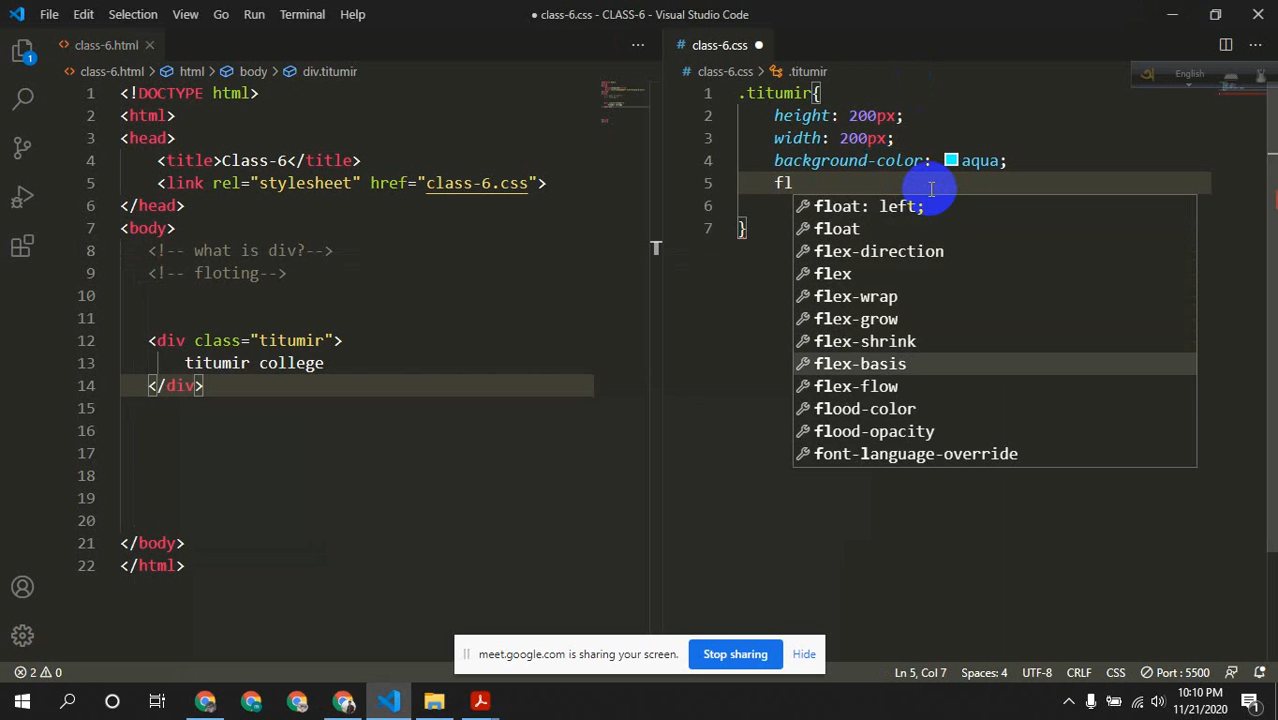 File Edit Selection View Go Run Terminal Help
● class-6.css - CLASS-6 - Visual Studio Code
class-6.html
class-6.css
class-6.html > html > body > div.titumir
class-6.css > .titumir
English
1 <!DOCTYPE html>
2 <html>
3 <head>
4 <title>Class-6</title>
5 <link rel="stylesheet" href="class-6.css">
6 </head>
7 <body>
8 <!-- what is div?-->
9 <!-- floting-->
10
11
12 <div class="titumir">
13 titumir college
14 </div>
15
16
17
18
19
20
21 </body>
22 </html>
1 .titumir{
2 height: 200px;
3 width: 200px;
4 background-color: aqua;
5 fl
6
7 }
float: left;
float
flex-direction
flex
flex-wrap
flex-grow
flex-shrink
flex-basis
flex-flow
flood-color
flood-opacity
font-language-override
T
1
meet.google.com is sharing your screen. Stop sharing Hide
2 0
Ln 5, Col 7 Spaces: 4 UTF-8 CRLF CSS Port : 5500
10:10 PM
11/21/2020
1